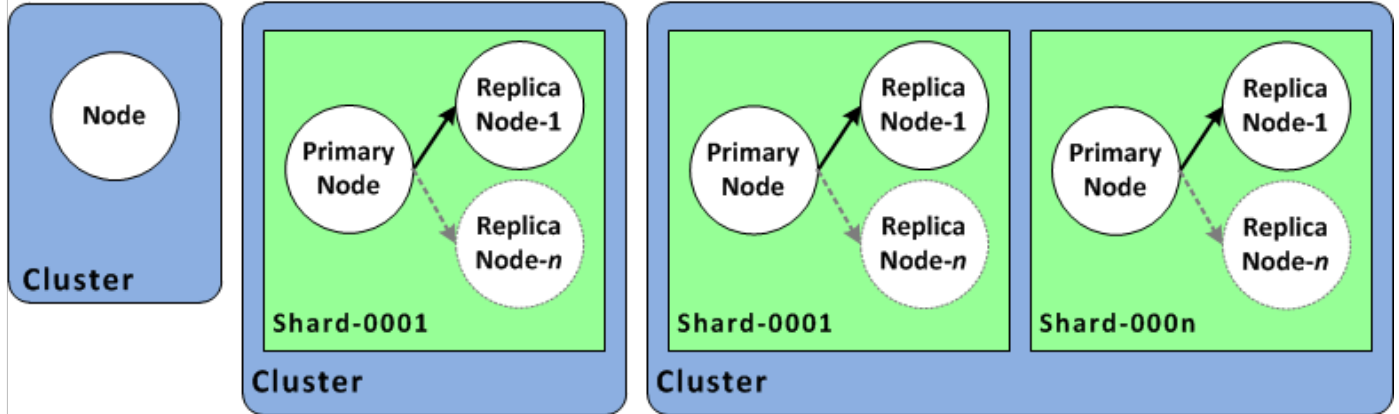 Node
Cluster
Primary
Node
Replica
Node-1
Replica
Node-n
Shard-0001
Cluster
Primary
Node
Replica
Node-1
Replica
Node-n
Shard-0001
Primary
Node
Replica
Node-1
Replica
Node-n
Shard-000n
Cluster